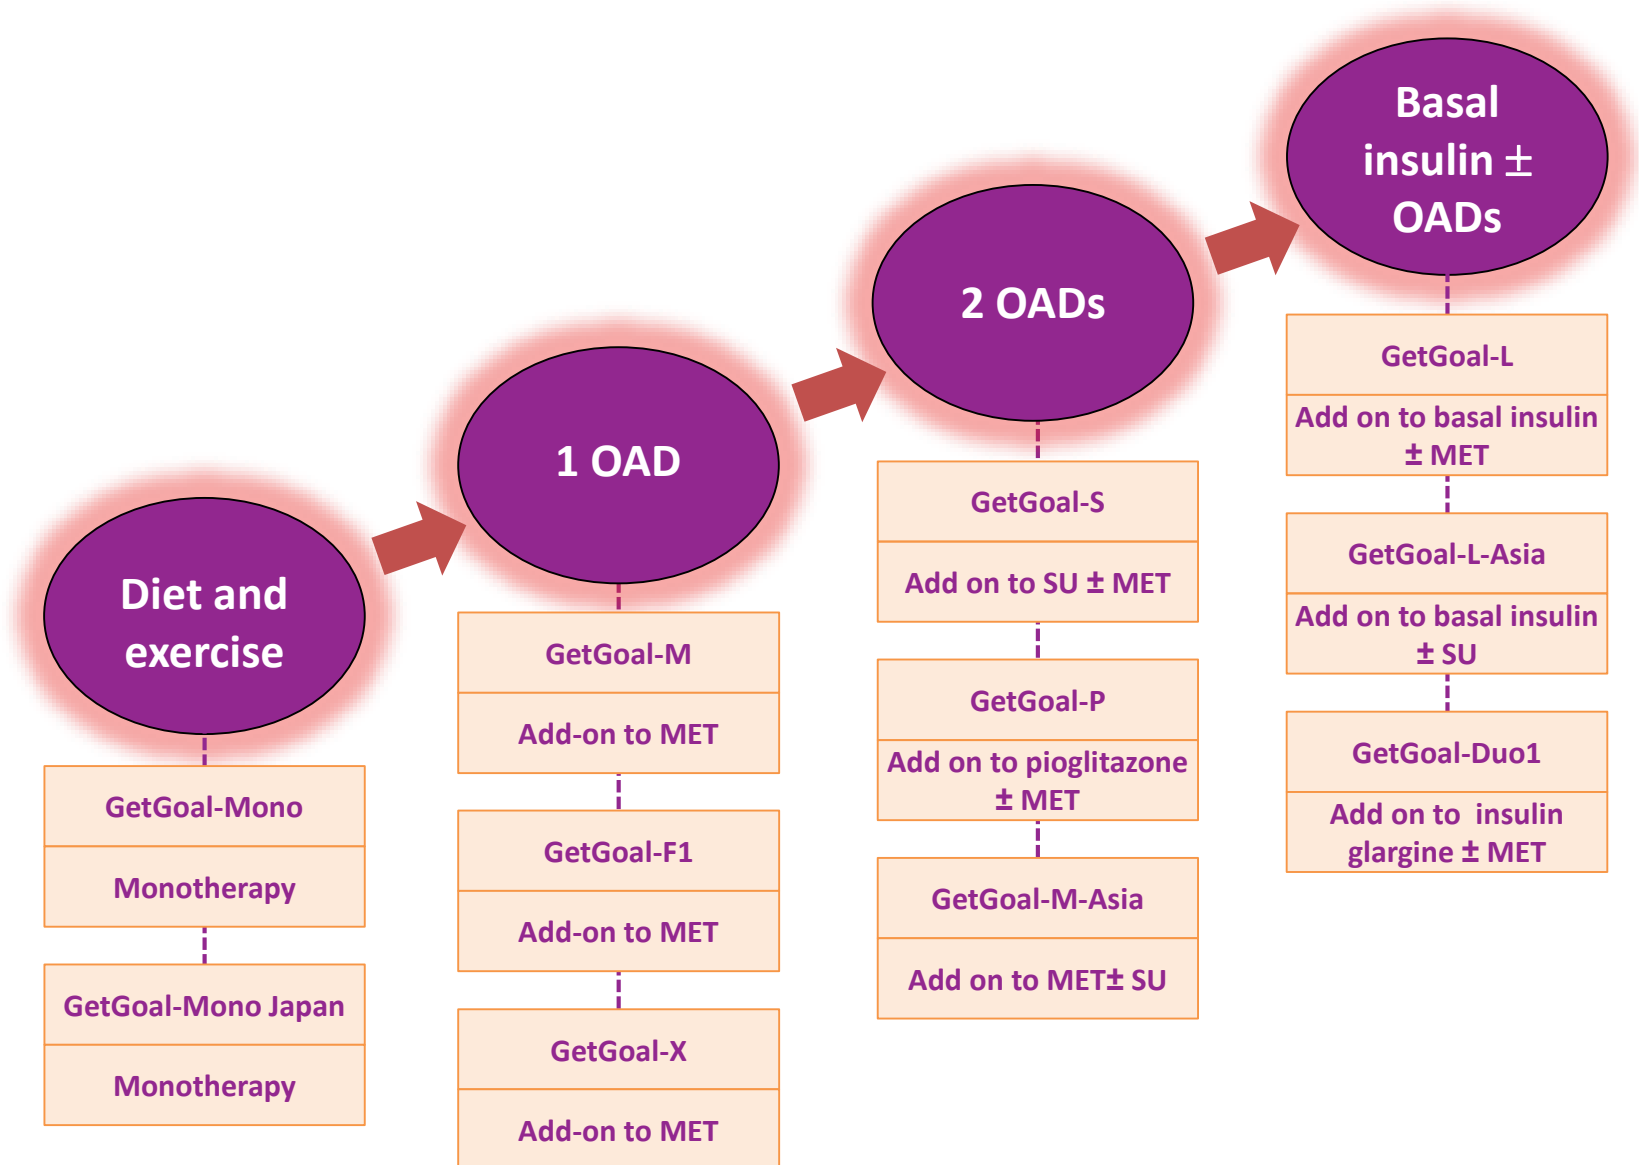 Diet and
exercise
GetGoal-Mono
Monotherapy
GetGoal-Mono Japan
Monotherapy
1 OAD
GetGoal-M
Add-on to MET
GetGoal-F1
Add-on to MET
GetGoal-X
Add-on to MET
2 OADs
GetGoal-S
Add on to SU ± MET
GetGoal-P
Add on to pioglitazone
± MET
GetGoal-M-Asia
Add on to MET± SU
Basal
insulin ±
OADs
GetGoal-L
Add on to basal insulin
± MET
GetGoal-L-Asia
Add on to basal insulin
± SU
GetGoal-Duo1
Add on to  insulin
glargine ± MET